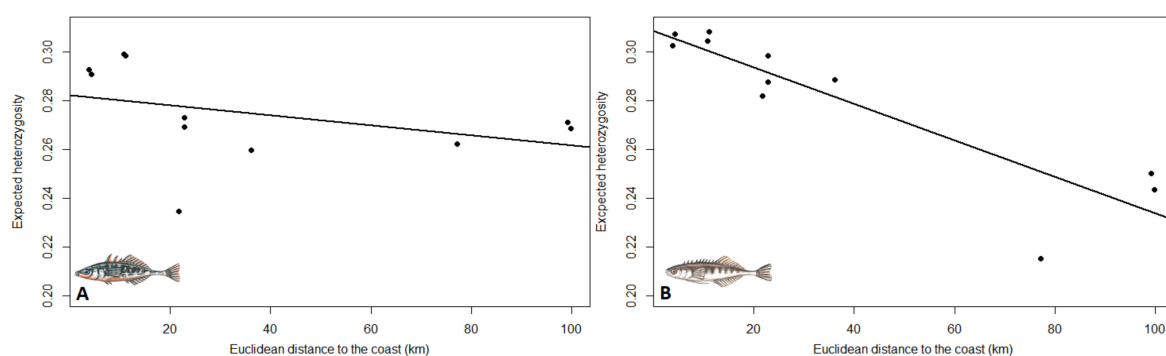 Expected heterozygosity
0.30
0.28
0.26
0.24
0.22
0.20
A
20 40 60 80 100
Euclidean distance to the coast (km)
Excpected heterozygosity
0.30
0.28
0.26
0.24
0.22
0.20
B
20 40 60 80 100
Euclidean distance to the coast (km)